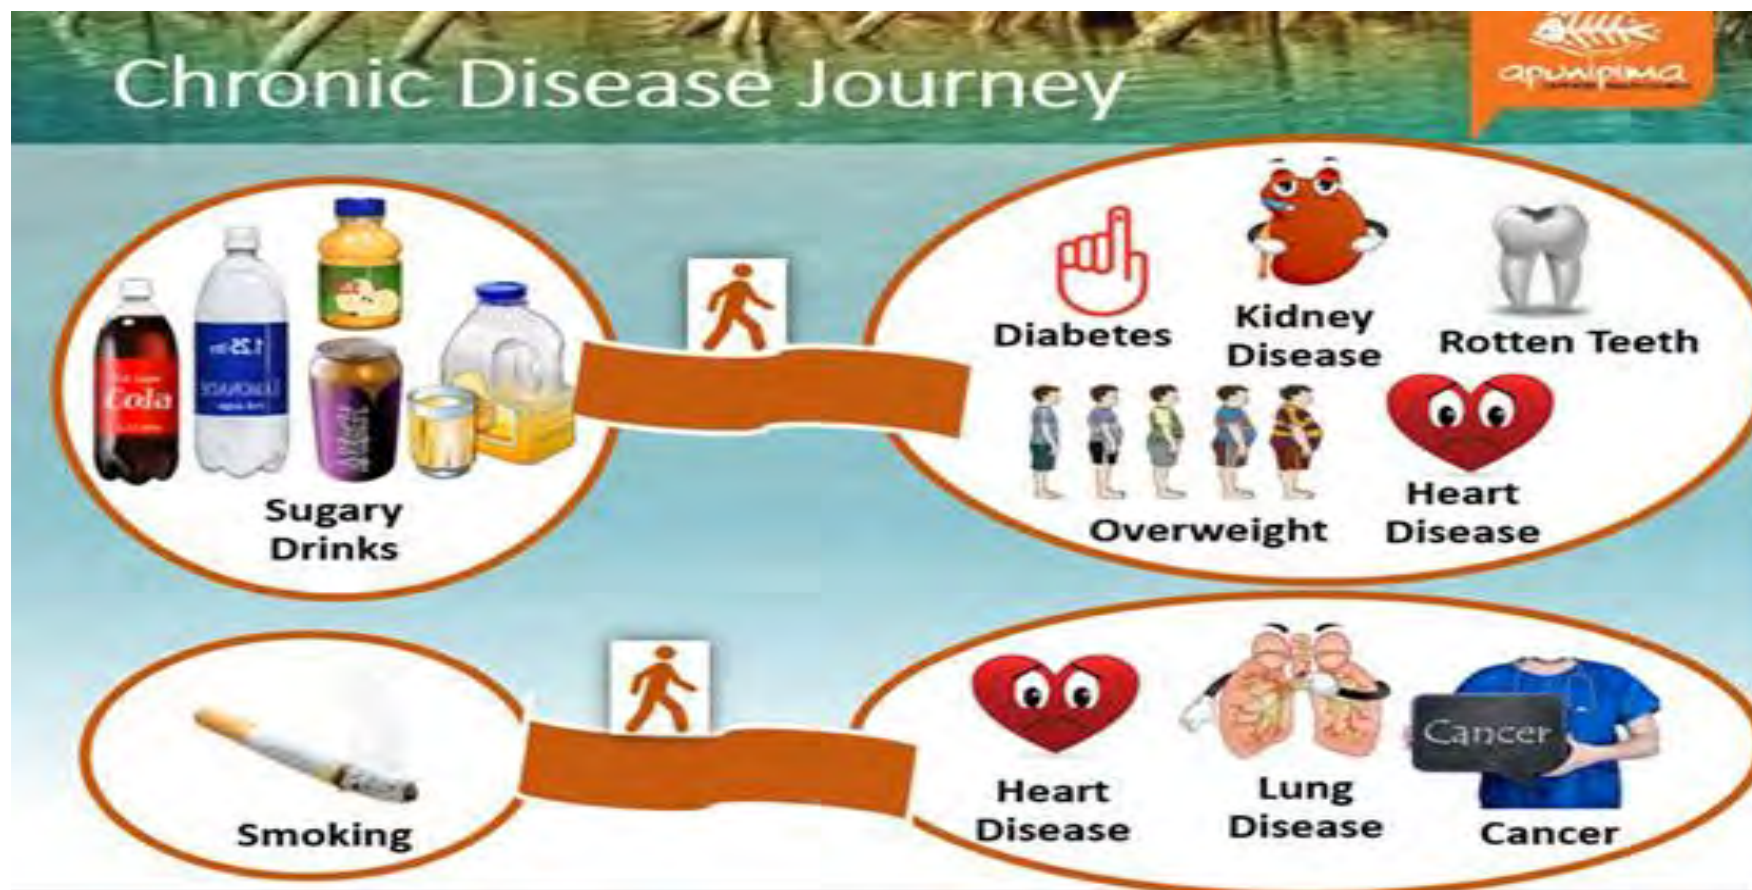 Chronic Disease Journey
apunipima
Diabetes
Kidney
Disease
Rotten Teeth
Cola
Sugary
Drinks
Overweight
Heart
Disease
Smoking
Heart
Disease
Lung
Disease
Cancer
Cancer